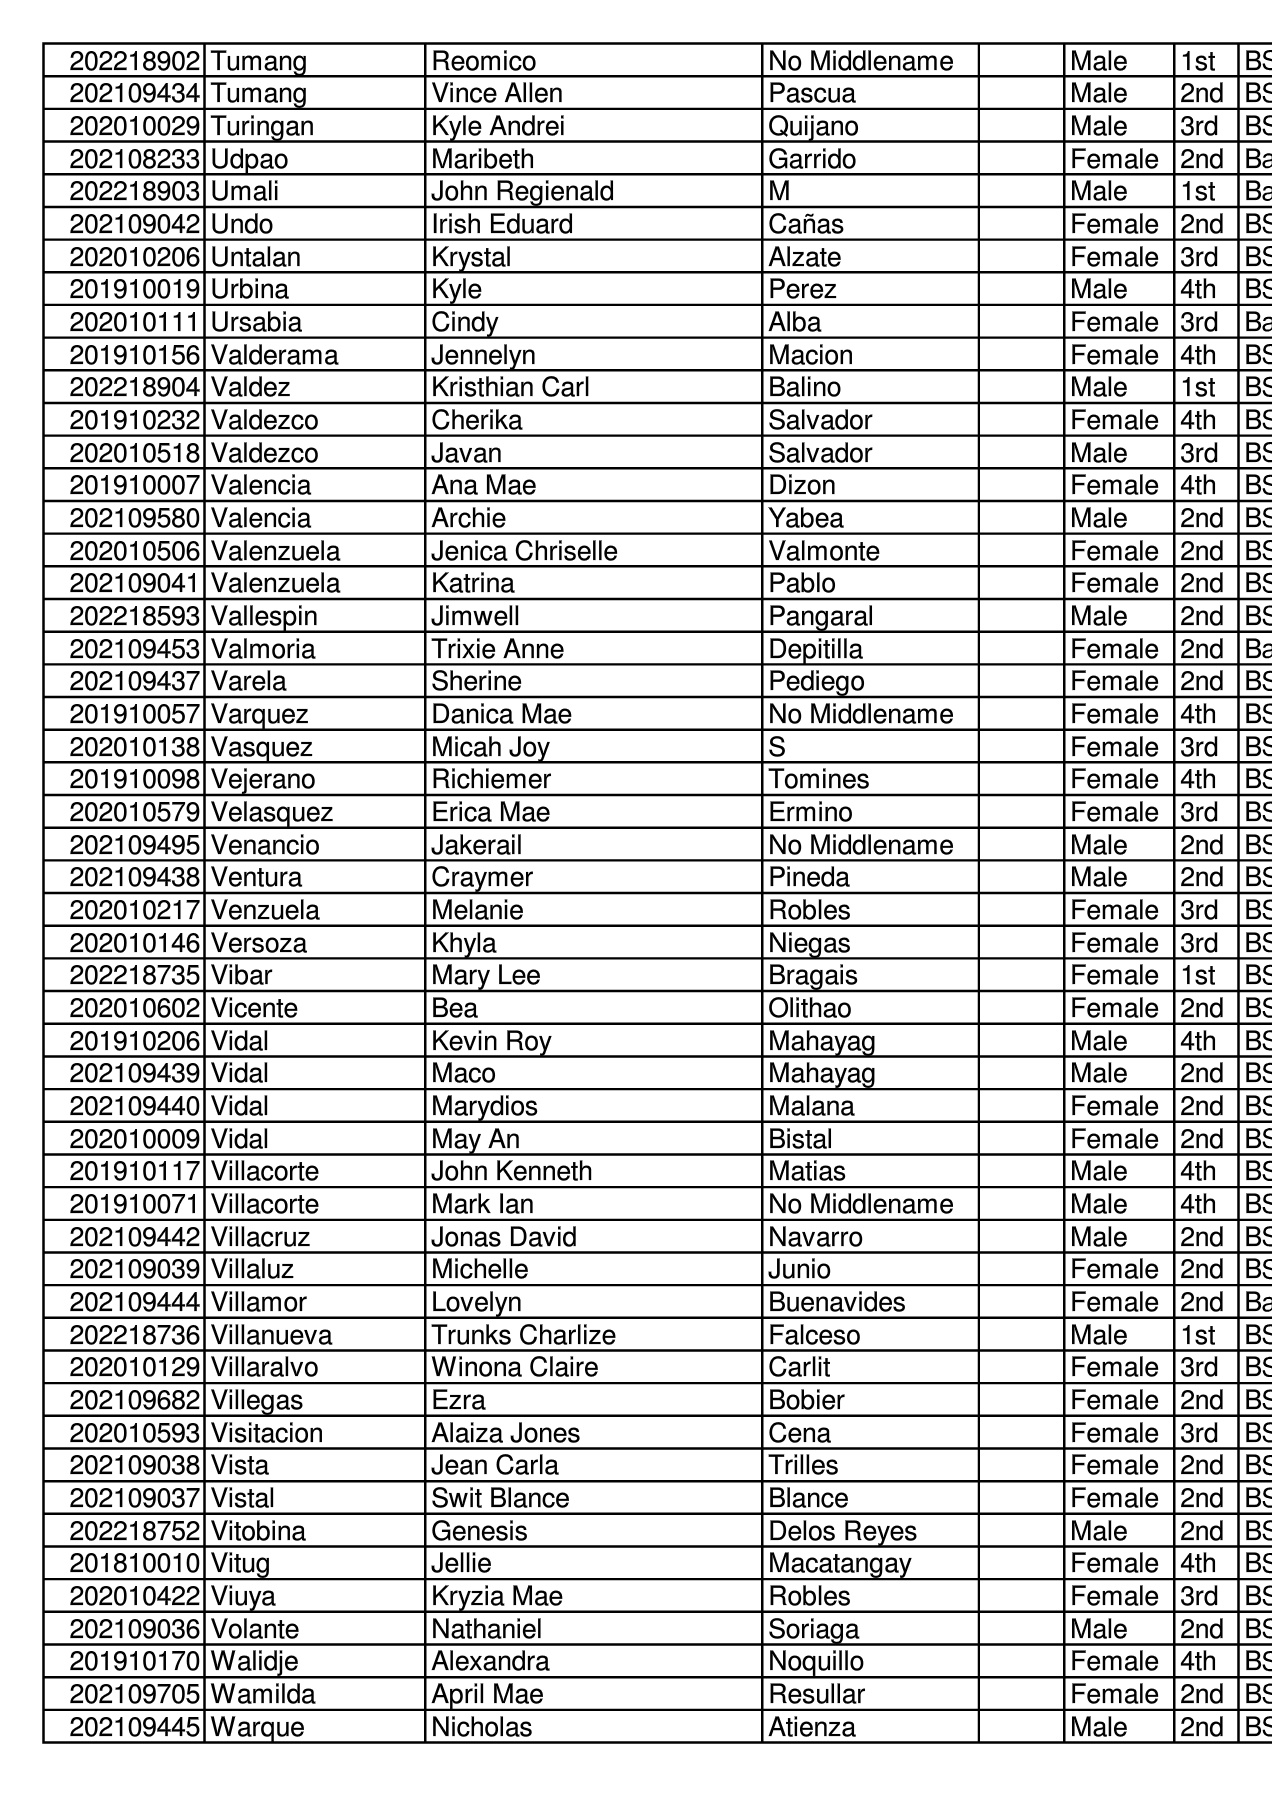 202218902 Tumang Reomico No Middlename Male 1st BS
202109434 Tumang Vince Allen Pascua Male 2nd BS
202010029 Turingan Kyle Andrei Quijano Male 3rd BS
202108233 Udpao Maribeth Garrido Female 2nd Ba
202218903 Umali John Regienald M Male 1st Ba
202109042 Undo Irish Eduard Cañas Female 2nd BS
202010206 Untalan Krystal Alzate Female 3rd BS
201910019 Urbina Kyle Perez Male 4th BS
202010111 Ursabia Cindy Alba Female 3rd Ba
201910156 Valderama Jennelyn Macion Female 4th BS
202218904 Valdez Kristhian Carl Balino Male 1st BS
201910232 Valdezco Cherika Salvador Female 4th BS
202010518 Valdezco Javan Salvador Male 3rd BS
201910007 Valencia Ana Mae Dizon Female 4th BS
202109580 Valencia Archie Yabea Male 2nd BS
202010506 Valenzuela Jenica Chriselle Valmonte Female 2nd BS
202109041 Valenzuela Katrina Pablo Female 2nd BS
202218593 Vallespin Jimwell Pangaral Male 2nd BS
202109453 Valmoria Trixie Anne Depitilla Female 2nd Ba
202109437 Varela Sherine Pediego Female 2nd BS
201910057 Varquez Danica Mae No Middlename Female 4th BS
202010138 Vasquez Micah Joy S Female 3rd BS
201910098 Vejerano Richiemer Tomines Female 4th BS
202010579 Velasquez Erica Mae Ermino Female 3rd BS
202109495 Venancio Jakerail No Middlename Male 2nd BS
202109438 Ventura Craymer Pineda Male 2nd BS
202010217 Venzuela Melanie Robles Female 3rd BS
202010146 Versoza Khyla Niegas Female 3rd BS
202218735 Vibar Mary Lee Bragais Female 1st BS
202010602 Vicente Bea Olithao Female 2nd BS
201910206 Vidal Kevin Roy Mahayag Male 4th BS
202109439 Vidal Maco Mahayag Male 2nd BS
202109440 Vidal Marydios Malana Female 2nd BS
202010009 Vidal May An Bistal Female 2nd BS
201910117 Villacorte John Kenneth Matias Male 4th BS
201910071 Villacorte Mark Ian No Middlename Male 4th BS
202109442 Villacruz Jonas David Navarro Male 2nd BS
202109039 Villaluz Michelle Junio Female 2nd BS
202109444 Villamor Lovelyn Buenavides Female 2nd Ba
202218736 Villanueva Trunks Charlize Falceso Male 1st BS
202010129 Villaralvo Winona Claire Carlit Female 3rd BS
202109682 Villegas Ezra Bobier Female 2nd BS
202010593 Visitacion Alaiza Jones Cena Female 3rd BS
202109038 Vista Jean Carla Trilles Female 2nd BS
202109037 Vistal Swit Blance Blance Female 2nd BS
202218752 Vitobina Genesis Delos Reyes Male 2nd BS
201810010 Vitug Jellie Macatangay Female 4th BS
202010422 Viuya Kryzia Mae Robles Female 3rd BS
202109036 Volante Nathaniel Soriaga Male 2nd BS
201910170 Walidje Alexandra Noquillo Female 4th BS
202109705 Wamilda April Mae Resullar Female 2nd BS
202109445 Warque Nicholas Atienza Male 2nd BS